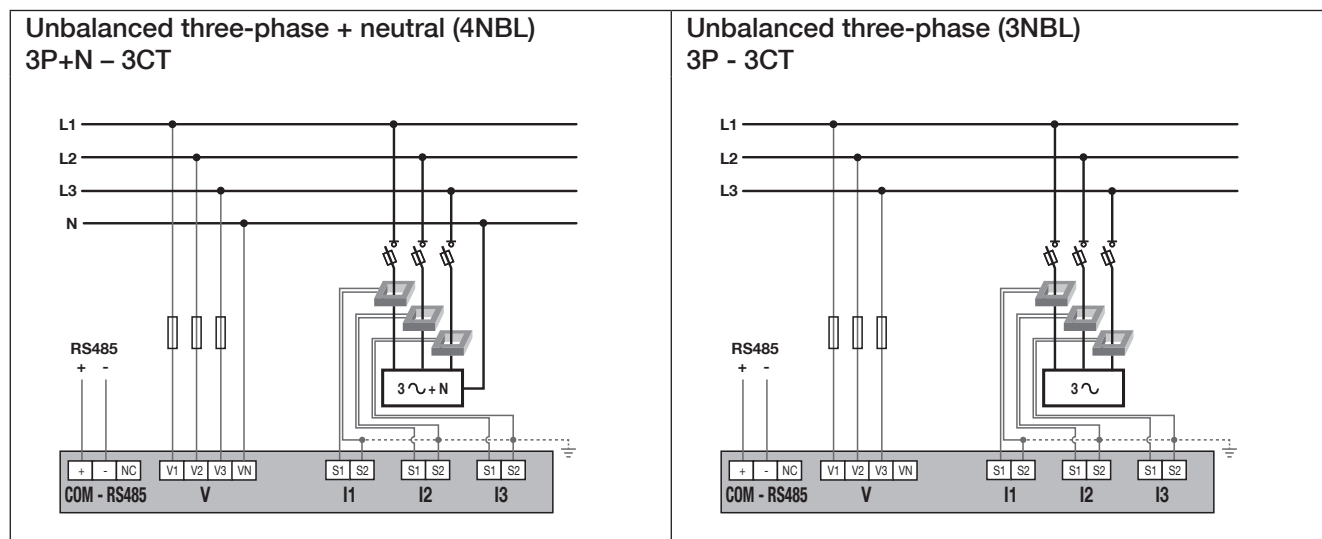 Unbalanced three-phase + neutral (4NBL)
3P+N – 3CT
L1
L2
L3
N
RS485
+ -
3 + N
+ - NC V1 V2 V3 VN S1 S2 S1 S2 S1 S2
COM - RS485 V I1 I2 I3
Unbalanced three-phase (3NBL)
3P - 3CT
L1
L2
L3
RS485
+ -
3
+ - NC V1 V2 V3 VN S1 S2 S1 S2 S1 S2
COM - RS485 V I1 I2 I3